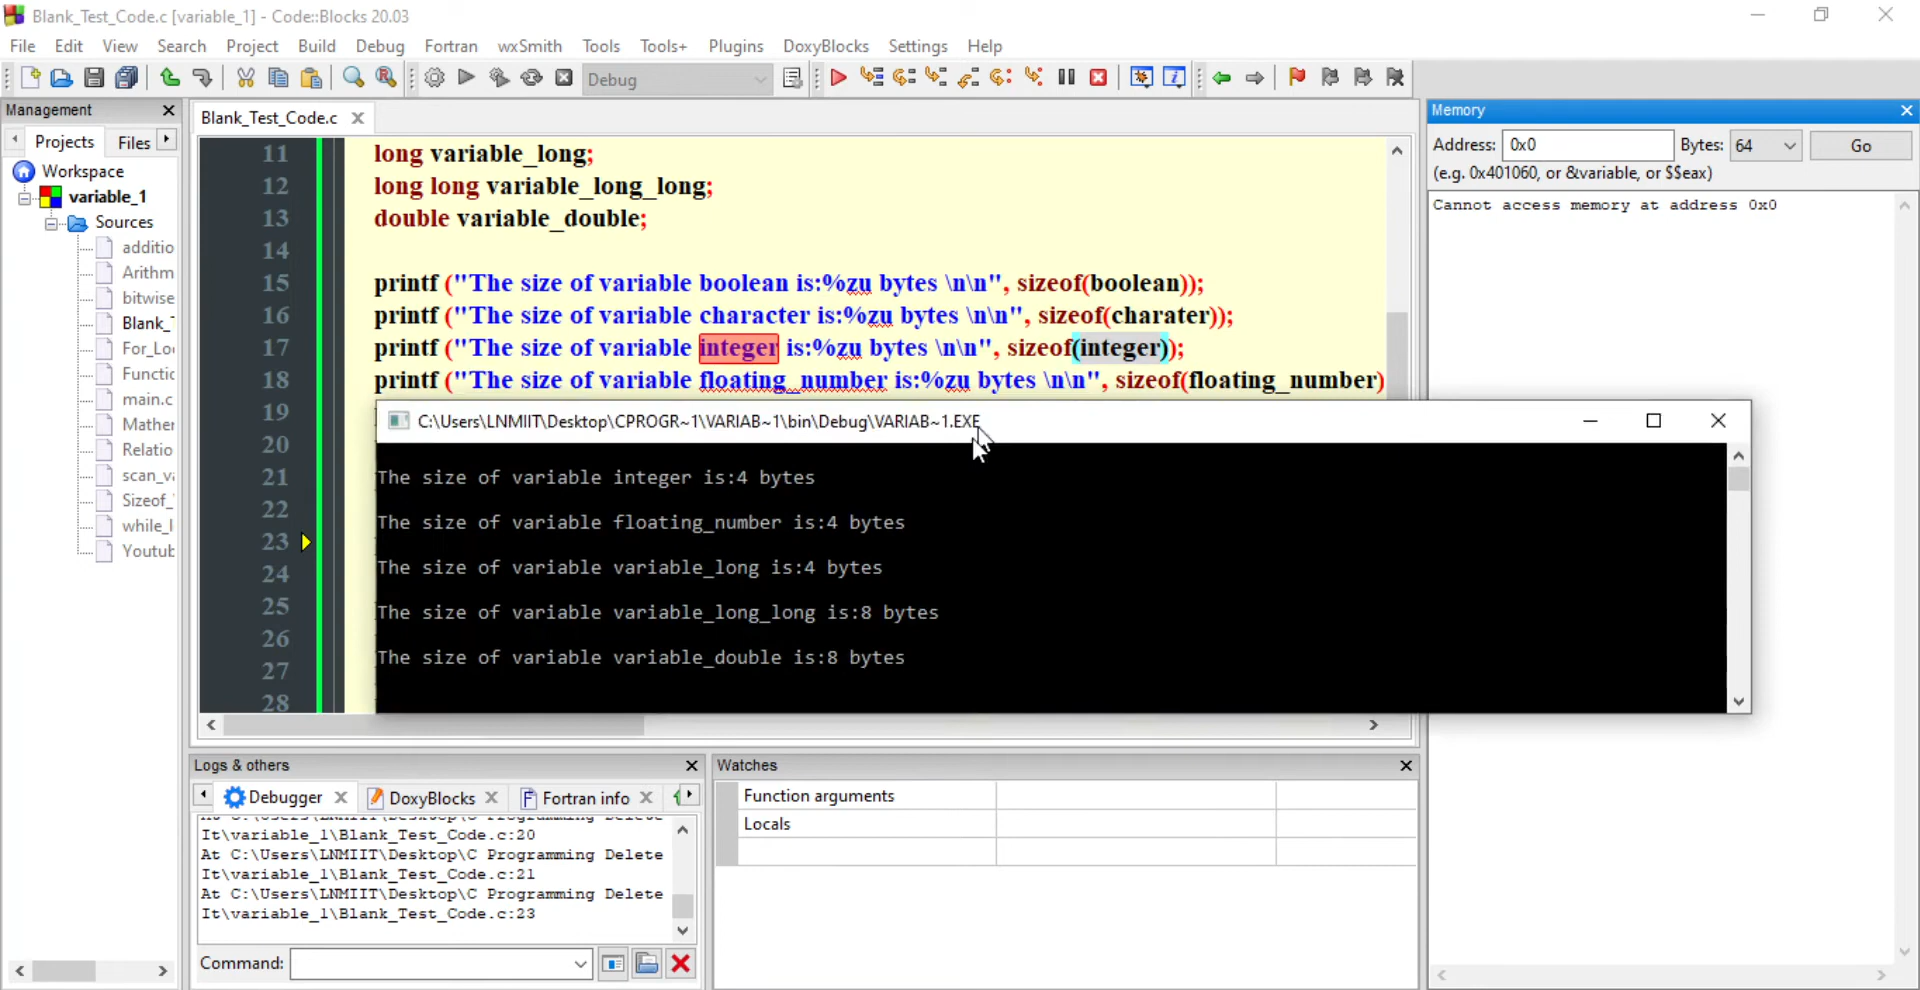 Blank_Test_Code.c [variable_1] - Code::Blocks 20.03
File Edit View Search Project Build Debug Fortran wxSmith Tools Tools+ Plugins DoxyBlocks Settings Help
Debug
Management
Projects Files
Workspace
variable_1
Sources
additio
Arithm
bitwise
Blank_
For_Lo
Functic
main.c
Mather
Relatio
scan_va
Sizeof_
while_l
Youtub
Blank_Test_Code.c
11 long variable_long;
12 long long variable_long_long;
13 double variable_double;
14
15 printf ("The size of variable boolean is:%zu bytes \n\n", sizeof(boolean));
16 printf ("The size of variable character is:%zu bytes \n\n", sizeof(charater));
17 printf ("The size of variable integer is:%zu bytes \n\n", sizeof(integer));
18 printf ("The size of variable floating_number is:%zu bytes \n\n", sizeof(floating_number)
19
20
21
22
23
24
25
26
27
28
C:\Users\LNMIIT\Desktop\CPROGR~1\VARIAB~1\bin\Debug\VARIAB~1.EXE
The size of variable integer is:4 bytes
The size of variable floating_number is:4 bytes
The size of variable variable_long is:4 bytes
The size of variable variable_long_long is:8 bytes
The size of variable variable_double is:8 bytes
Memory
Address: 0x0 Bytes: 64 Go
(e.g. 0x401060, or &variable, or $$eax)
Cannot access memory at address 0x0
Logs & others
Debugger DoxyBlocks Fortran info
It\variable_1\Blank_Test_Code.c:20
At C:\Users\LNMIIT\Desktop\C Programming Delete
It\variable_1\Blank_Test_Code.c:21
At C:\Users\LNMIIT\Desktop\C Programming Delete
It\variable_1\Blank_Test_Code.c:23
Command:
Watches
Function arguments
Locals